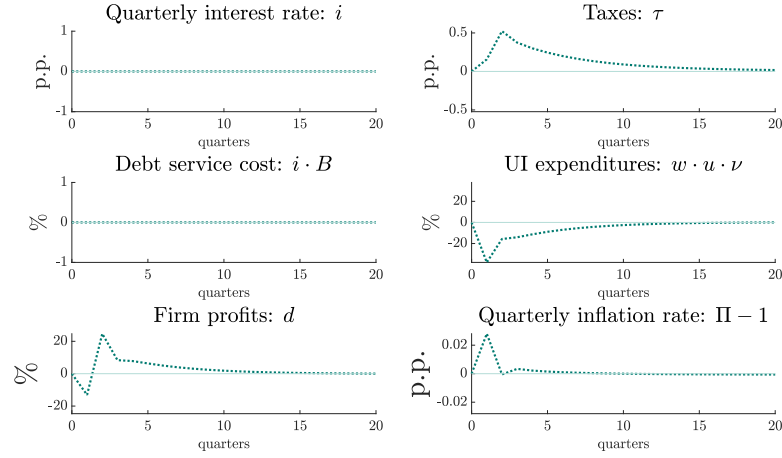 Quarterly interest rate: i
Taxes: τ
p.p.
1
0
-1
0 5 10 15 20
quarters
p.p.
0.5
0
-0.5
0 5 10 15 20
quarters
Debt service cost: i · B
UI expenditures: w · u · ν
%
1
0
-1
0 5 10 15 20
quarters
%
20
0
-20
0 5 10 15 20
quarters
Firm profits: d
Quarterly inflation rate: Π − 1
%
20
0
-20
0 5 10 15 20
quarters
p.p.
0.02
0
-0.02
0 5 10 15 20
quarters